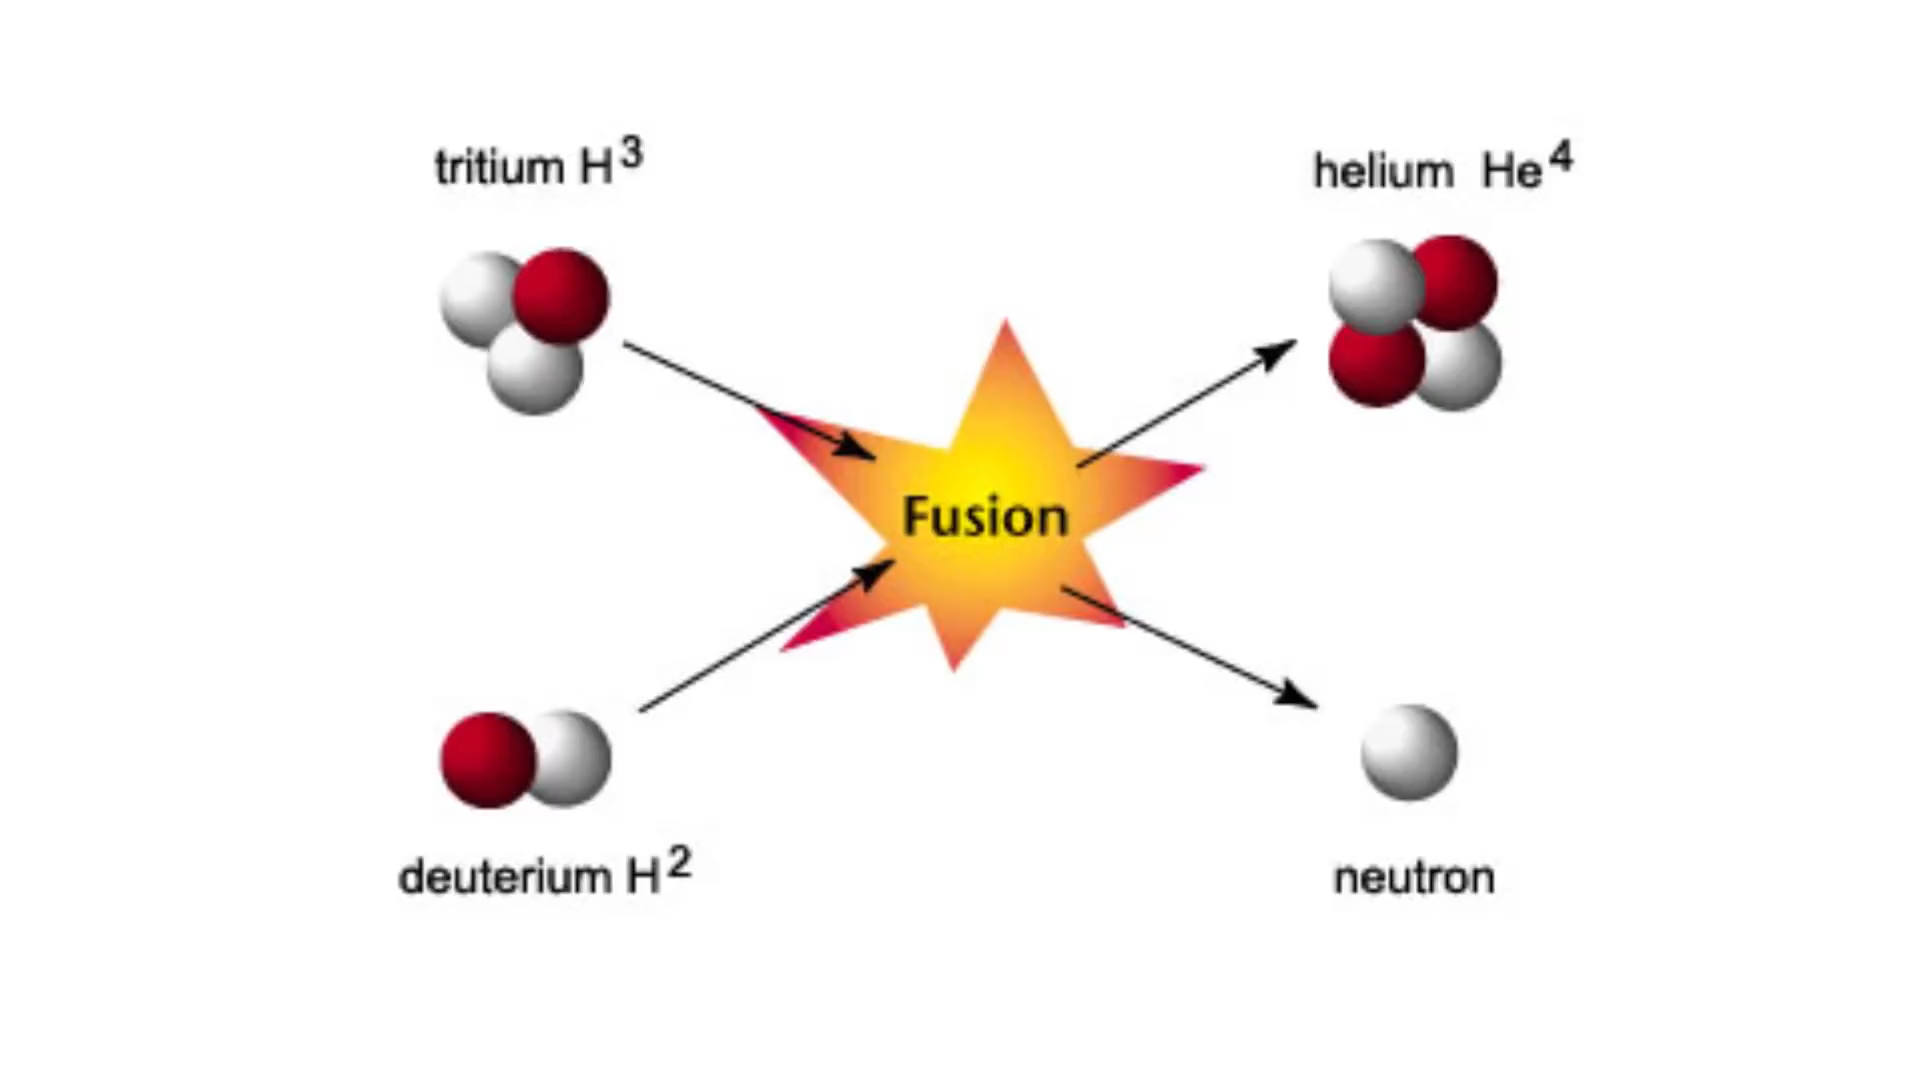 tritium H³
helium He⁴
Fusion
deuterium H²
neutron